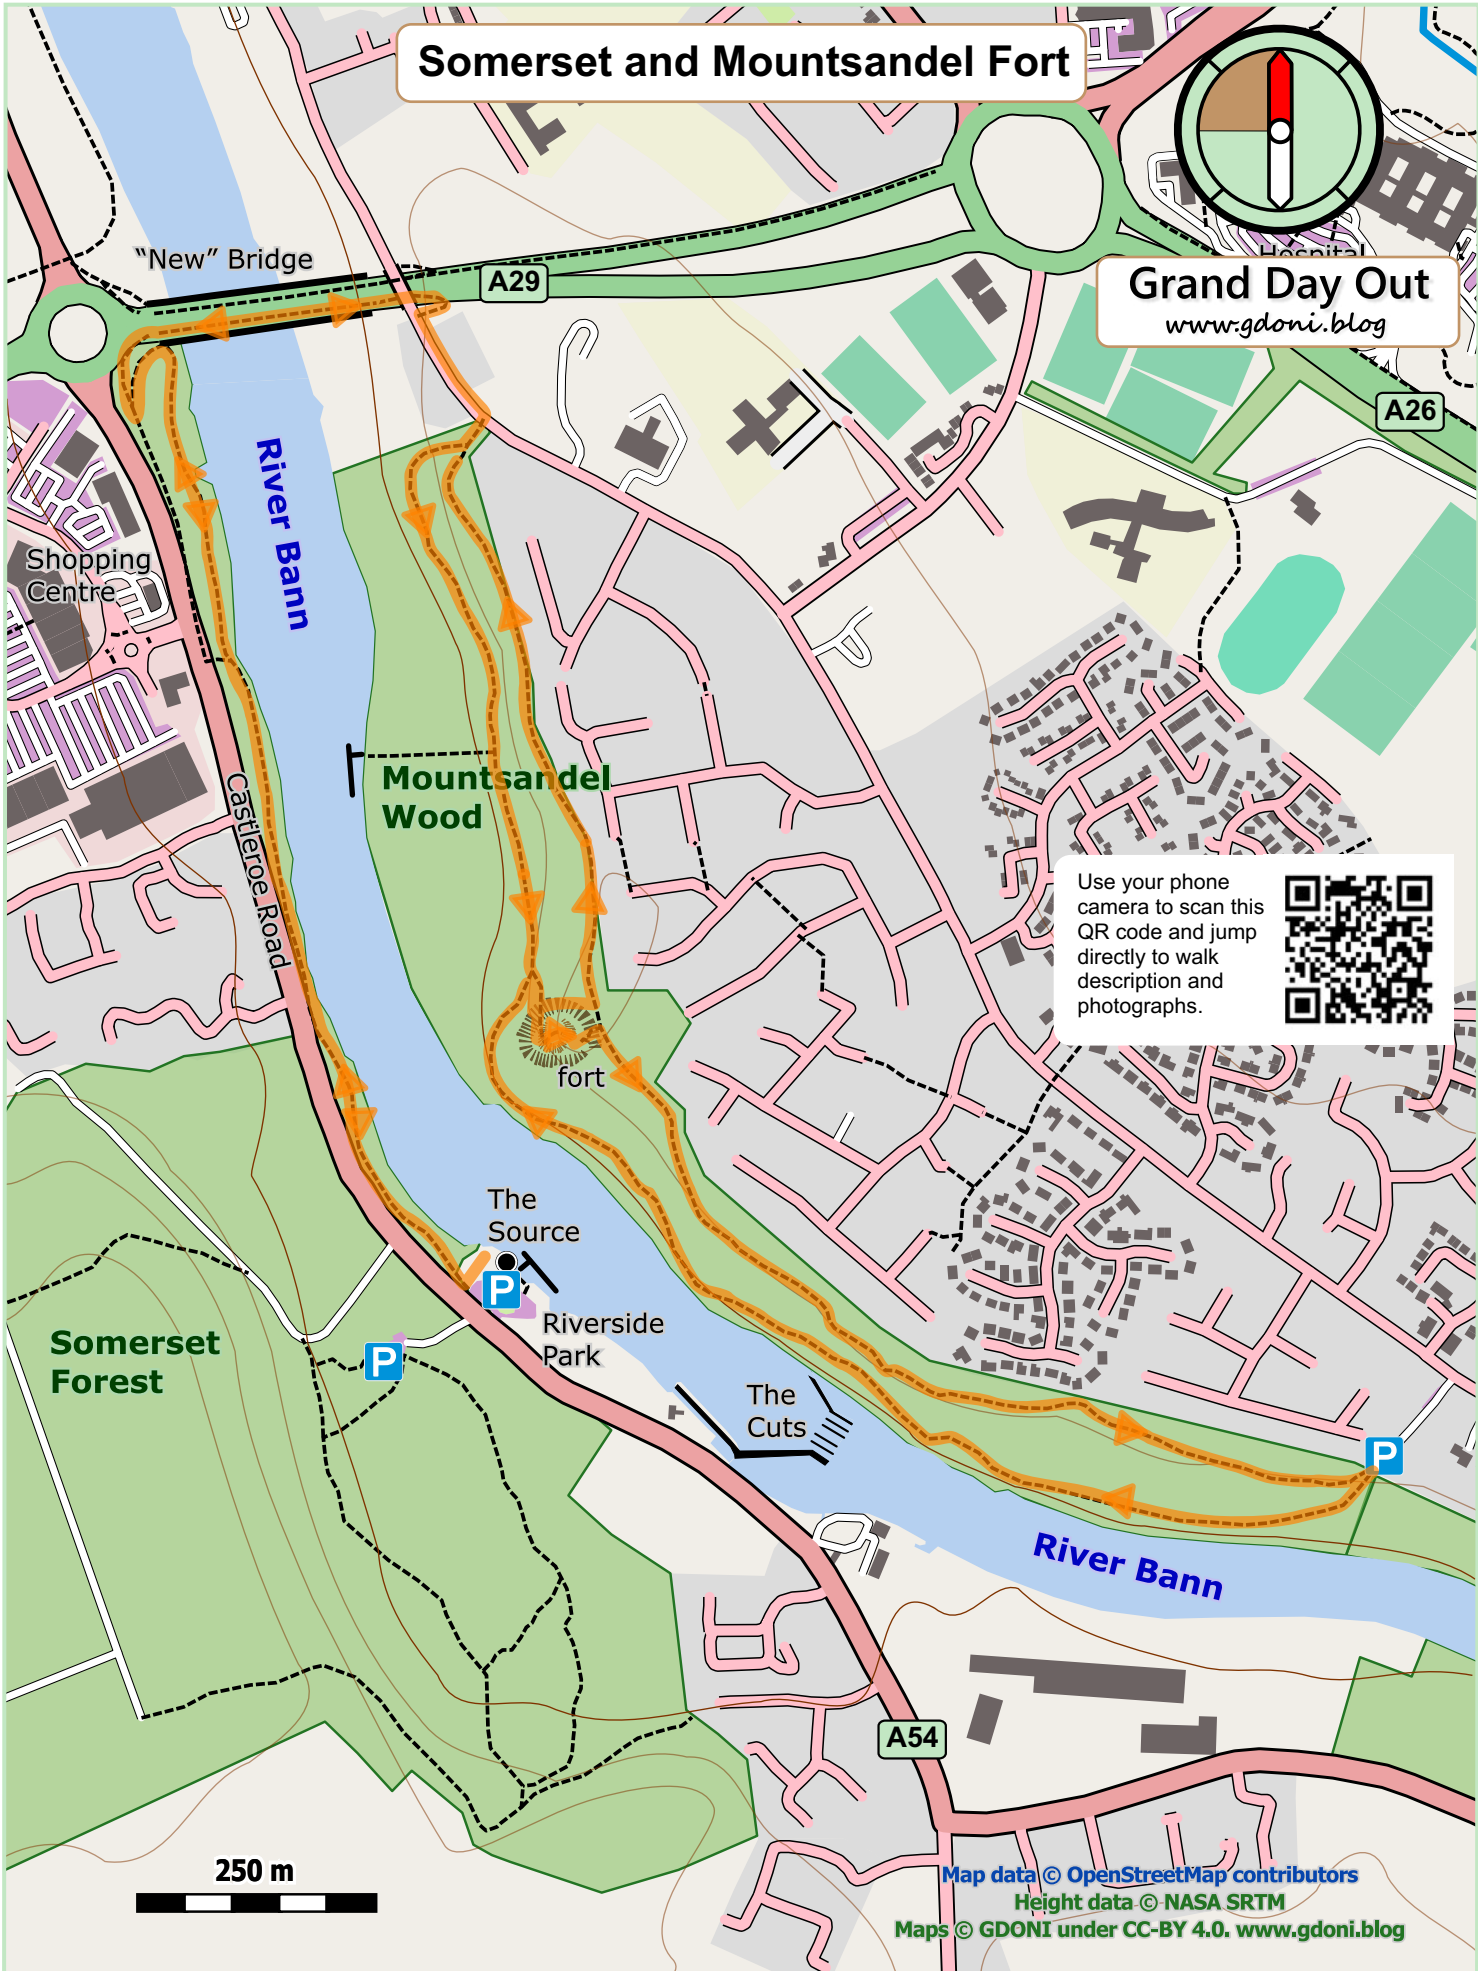 Somerset and Mountsandel Fort
"New" Bridge
A29
Hospital
Grand Day Out
www.gdoni.blog
A26
River Bann
Shopping
Centre
Mountsandel
Wood
Castleroe Road
Use your phone
camera to scan this
QR code and jump
directly to walk
description and
photographs.
fort
The
Source
P
Riverside
Park
Somerset
Forest
P
The
Cuts
P
River Bann
A54
250 m
Map data © OpenStreetMap contributors
Height data © NASA SRTM
Maps © GDONI under CC-BY 4.0. www.gdoni.blog